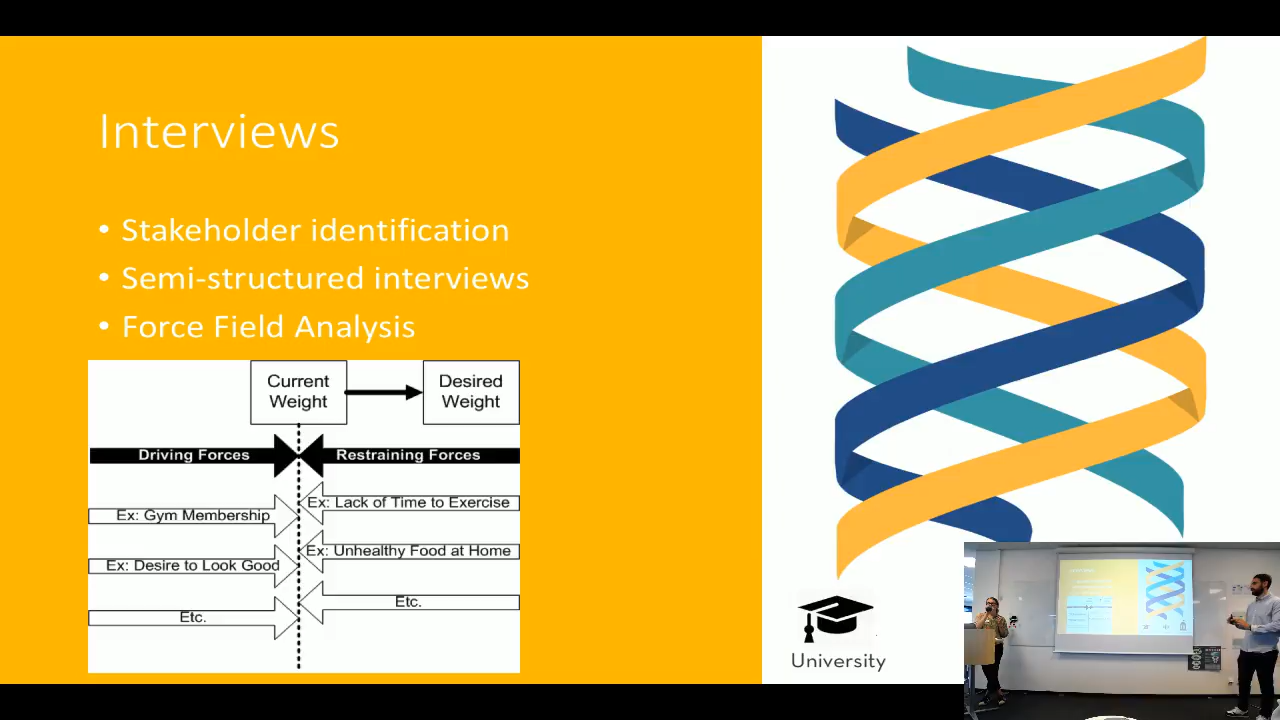 Interviews
• Stakeholder identification
• Semi-structured interviews
• Force Field Analysis
Current
Weight
Desired
Weight
Driving Forces
Restraining Forces
Ex: Lack of Time to Exercise
Ex: Gym Membership
Ex: Unhealthy Food at Home
Ex: Desire to Look Good
Etc.
Etc.
University